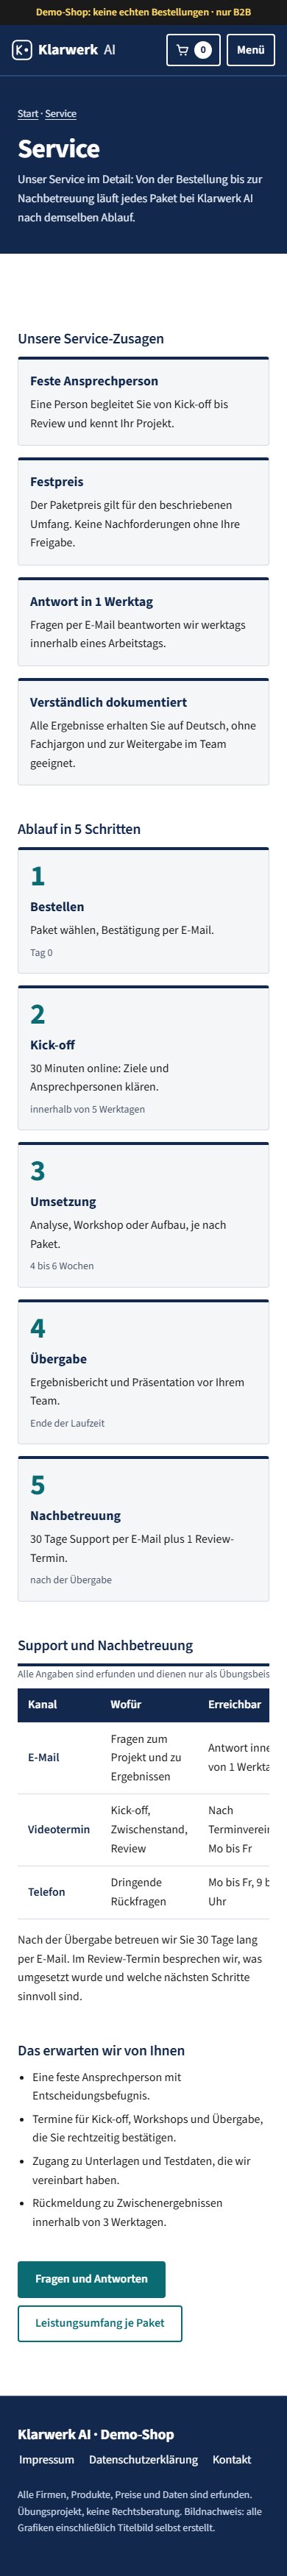 Demo-Shop: keine echten Bestellungen · nur B2B
Klarwerk AI
0
Menü
Start · Service
Service
Unser Service im Detail: Von der Bestellung bis zur
Nachbetreuung läuft jedes Paket bei Klarwerk AI
nach demselben Ablauf.
Unsere Service-Zusagen
Feste Ansprechperson
Eine Person begleitet Sie von Kick-off bis
Review und kennt Ihr Projekt.
Festpreis
Der Paketpreis gilt für den beschriebenen
Umfang. Keine Nachforderungen ohne Ihre
Freigabe.
Antwort in 1 Werktag
Fragen per E-Mail beantworten wir werktags
innerhalb eines Arbeitstags.
Verständlich dokumentiert
Alle Ergebnisse erhalten Sie auf Deutsch, ohne
Fachjargon und zur Weitergabe im Team
geeignet.
Ablauf in 5 Schritten
1
Bestellen
Paket wählen, Bestätigung per E-Mail.
Tag 0
2
Kick-off
30 Minuten online: Ziele und
Ansprechpersonen klären.
innerhalb von 5 Werktagen
3
Umsetzung
Analyse, Workshop oder Aufbau, je nach
Paket.
4 bis 6 Wochen
4
Übergabe
Ergebnisbericht und Präsentation vor Ihrem
Team.
Ende der Laufzeit
5
Nachbetreuung
30 Tage Support per E-Mail plus 1 Review-
Termin.
nach der Übergabe
Support und Nachbetreuung
Alle Angaben sind erfunden und dienen nur als Übungsbeis
Kanal Wofür Erreichbar
E-Mail
Fragen zum
Projekt und zu
Ergebnissen
Antwort inne
von 1 Werkta
Videotermin
Kick-off,
Zwischenstand,
Review
Nach
Terminverein
Mo bis Fr
Telefon
Dringende
Rückfragen
Mo bis Fr, 9 b
Uhr
Nach der Übergabe betreuen wir Sie 30 Tage lang
per E-Mail. Im Review-Termin besprechen wir, was
umgesetzt wurde und welche nächsten Schritte
sinnvoll sind.
Das erwarten wir von Ihnen
• Eine feste Ansprechperson mit
Entscheidungsbefugnis.
• Termine für Kick-off, Workshops und Übergabe,
die Sie rechtzeitig bestätigen.
• Zugang zu Unterlagen und Testdaten, die wir
vereinbart haben.
• Rückmeldung zu Zwischenergebnissen
innerhalb von 3 Werktagen.
Fragen und Antworten
Leistungsumfang je Paket
Klarwerk AI · Demo-Shop
Impressum Datenschutzerklärung Kontakt
Alle Firmen, Produkte, Preise und Daten sind erfunden.
Übungsprojekt, keine Rechtsberatung. Bildnachweis: alle
Grafiken einschließlich Titelbild selbst erstellt.